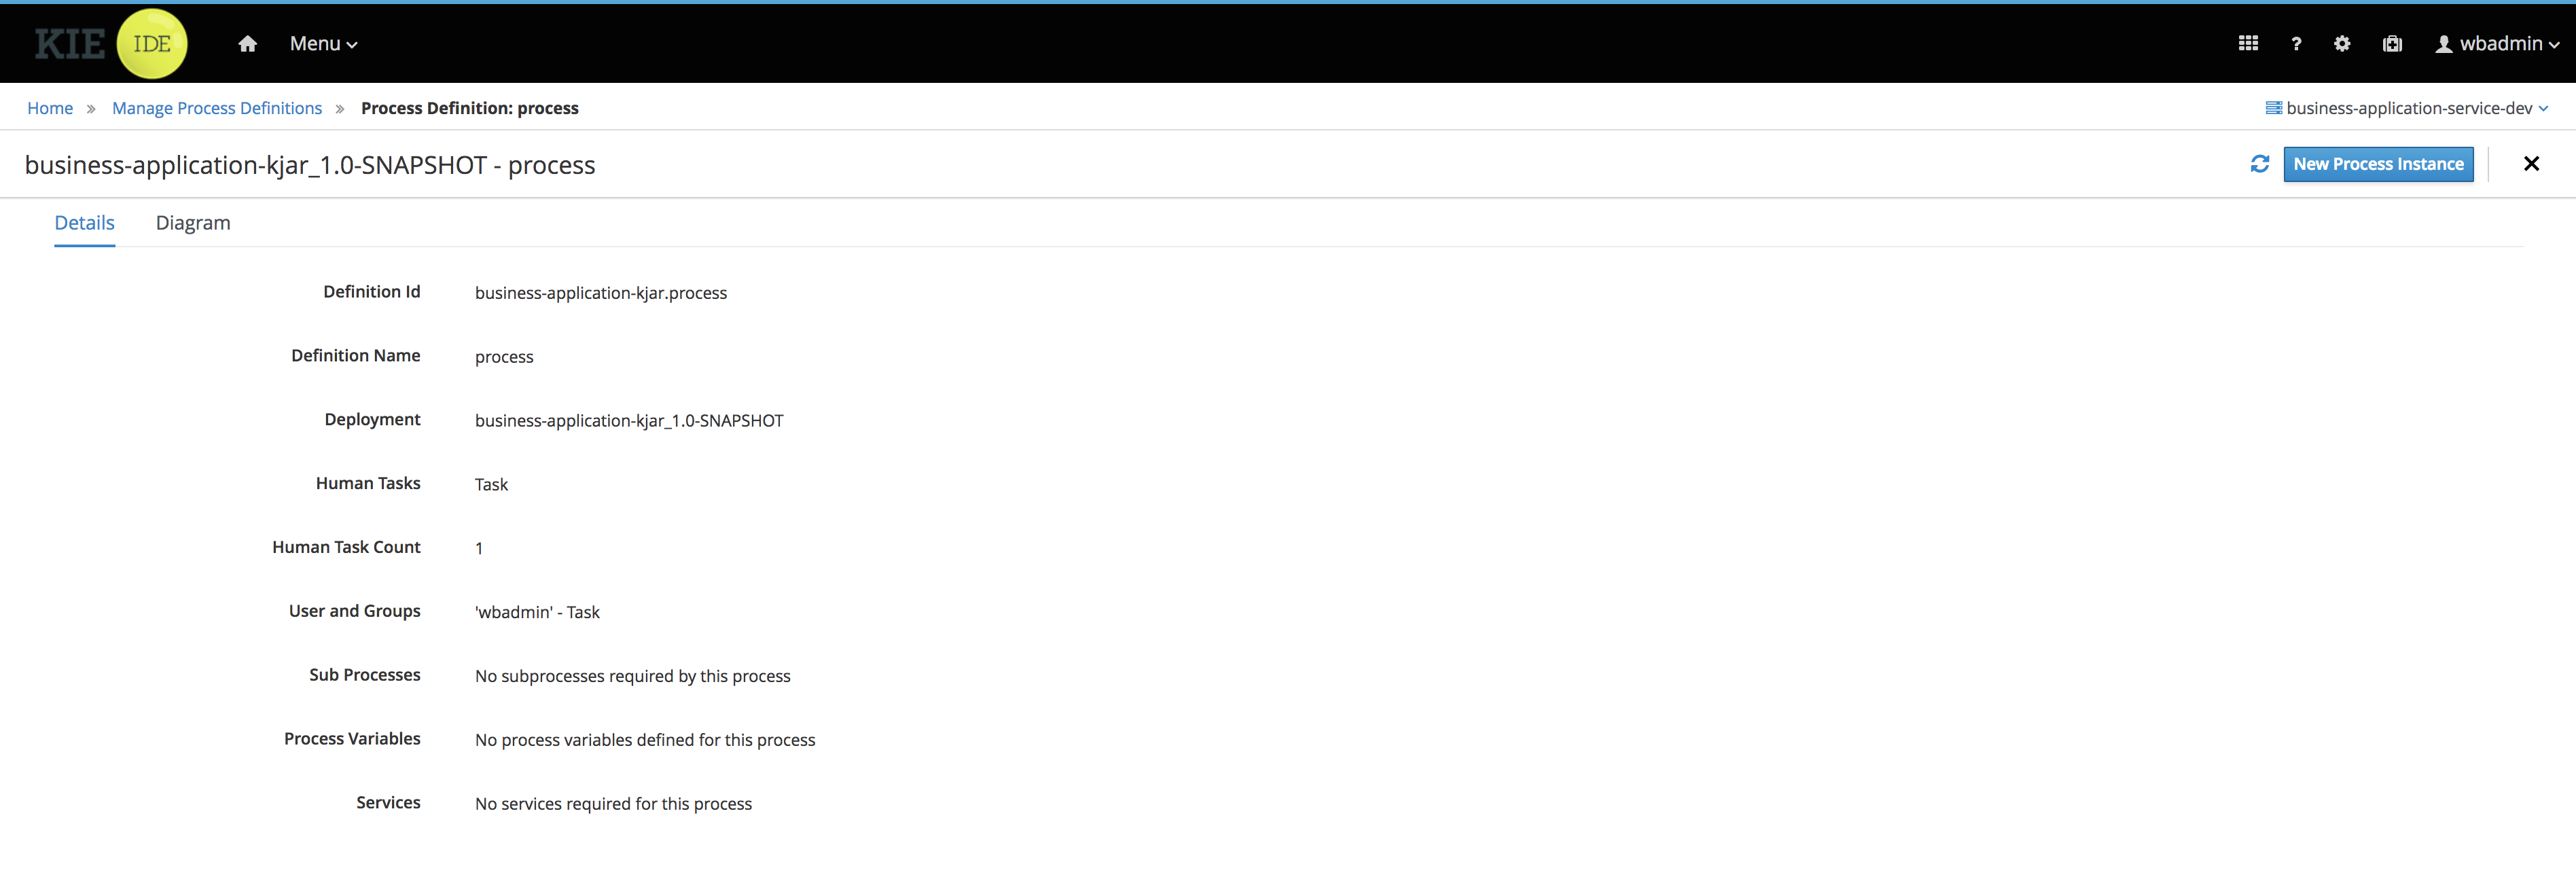 KIE IDE Menu ? wbadmin
Home » Manage Process Definitions » Process Definition: process business-application-service-dev
business-application-kjar_1.0-SNAPSHOT - process New Process Instance
Details Diagram
Definition Id business-application-kjar.process
Definition Name process
Deployment business-application-kjar_1.0-SNAPSHOT
Human Tasks Task
Human Task Count 1
User and Groups 'wbadmin' - Task
Sub Processes No subprocesses required by this process
Process Variables No process variables defined for this process
Services No services required for this process